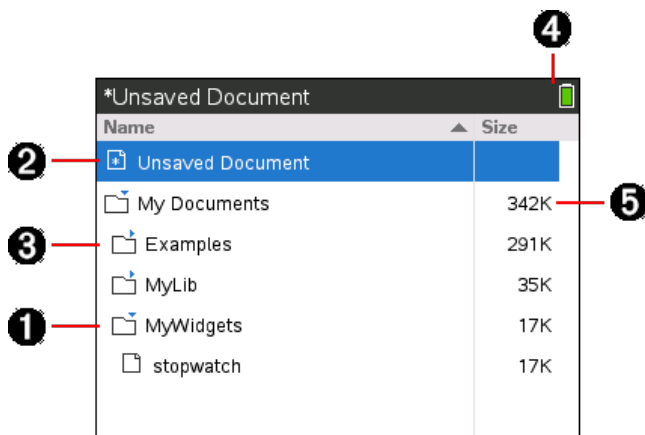 4
*Unsaved Document
Name Size
2 Unsaved Document
My Documents 342K 5
3 Examples 291K
MyLib 35K
1 MyWidgets 17K
stopwatch 17K